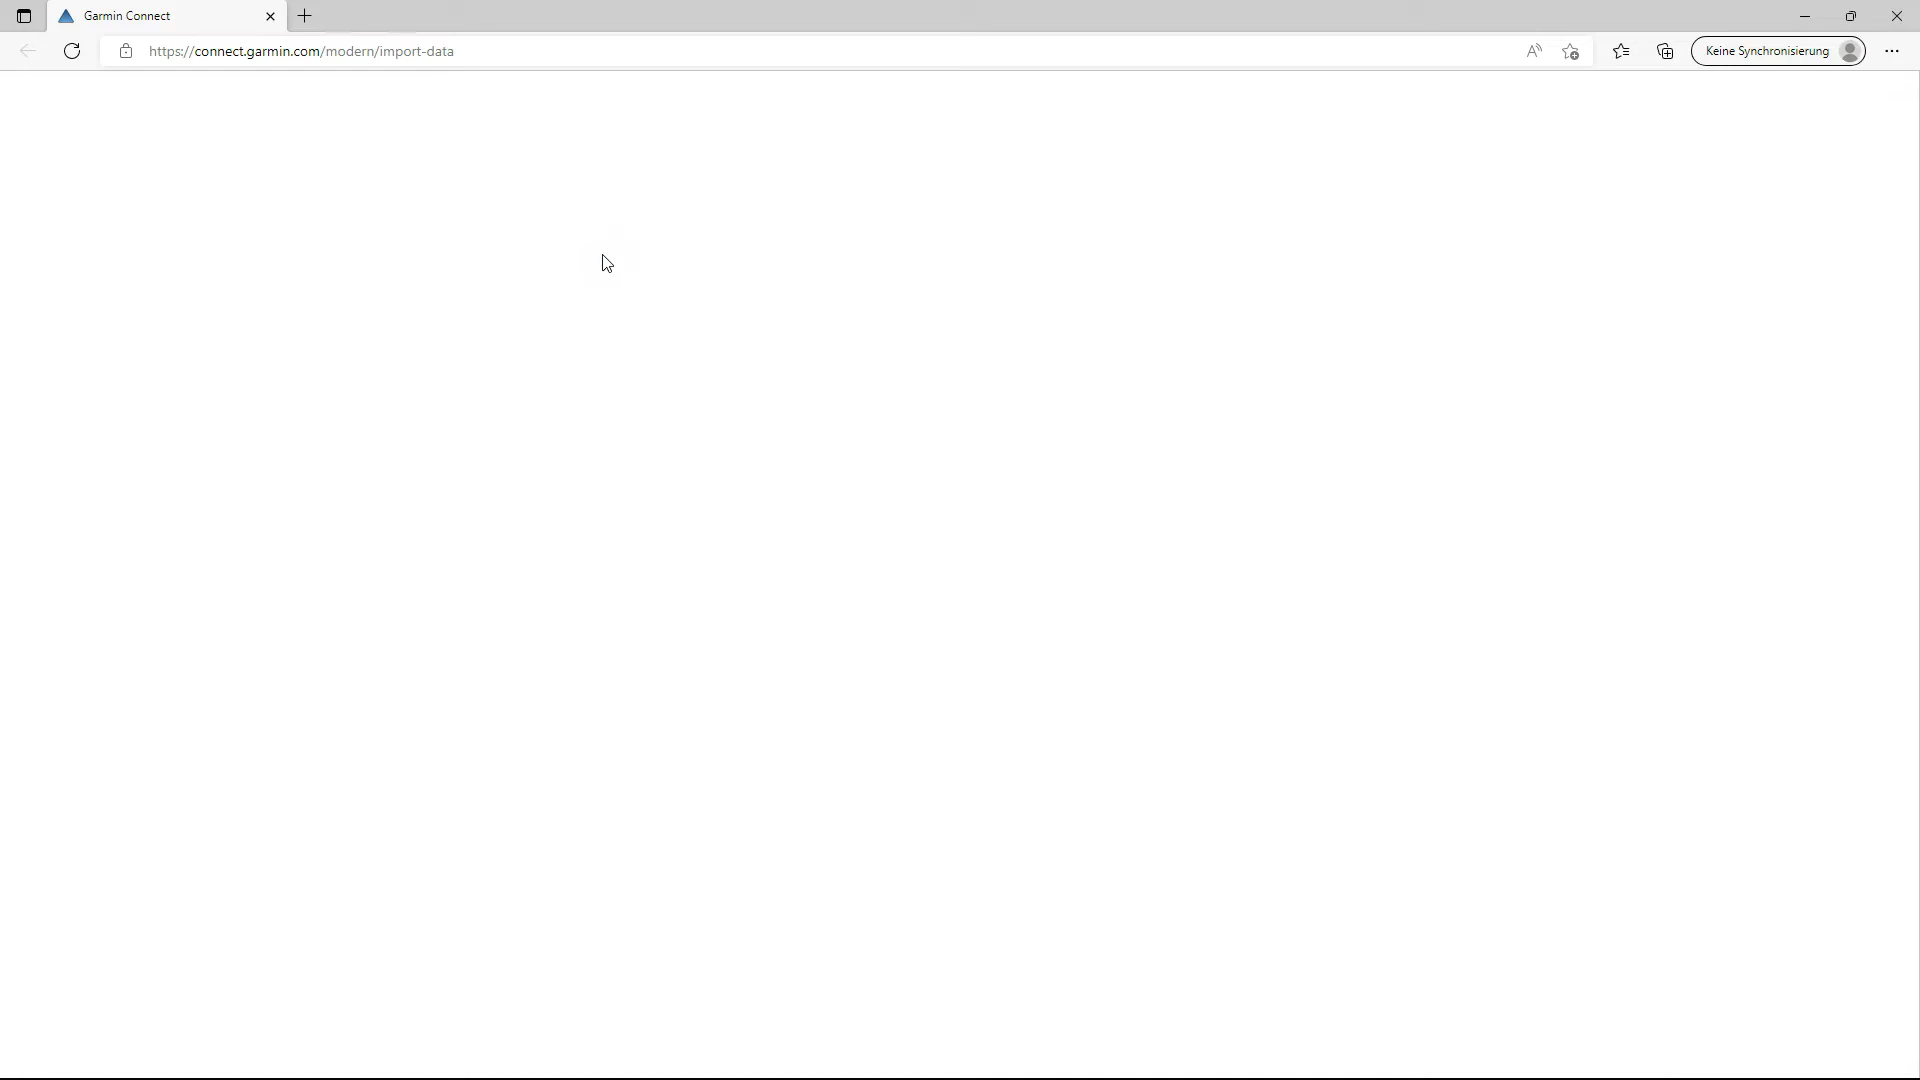 Garmin Connect
https://connect.garmin.com/modern/import-data
Keine Synchronisierung